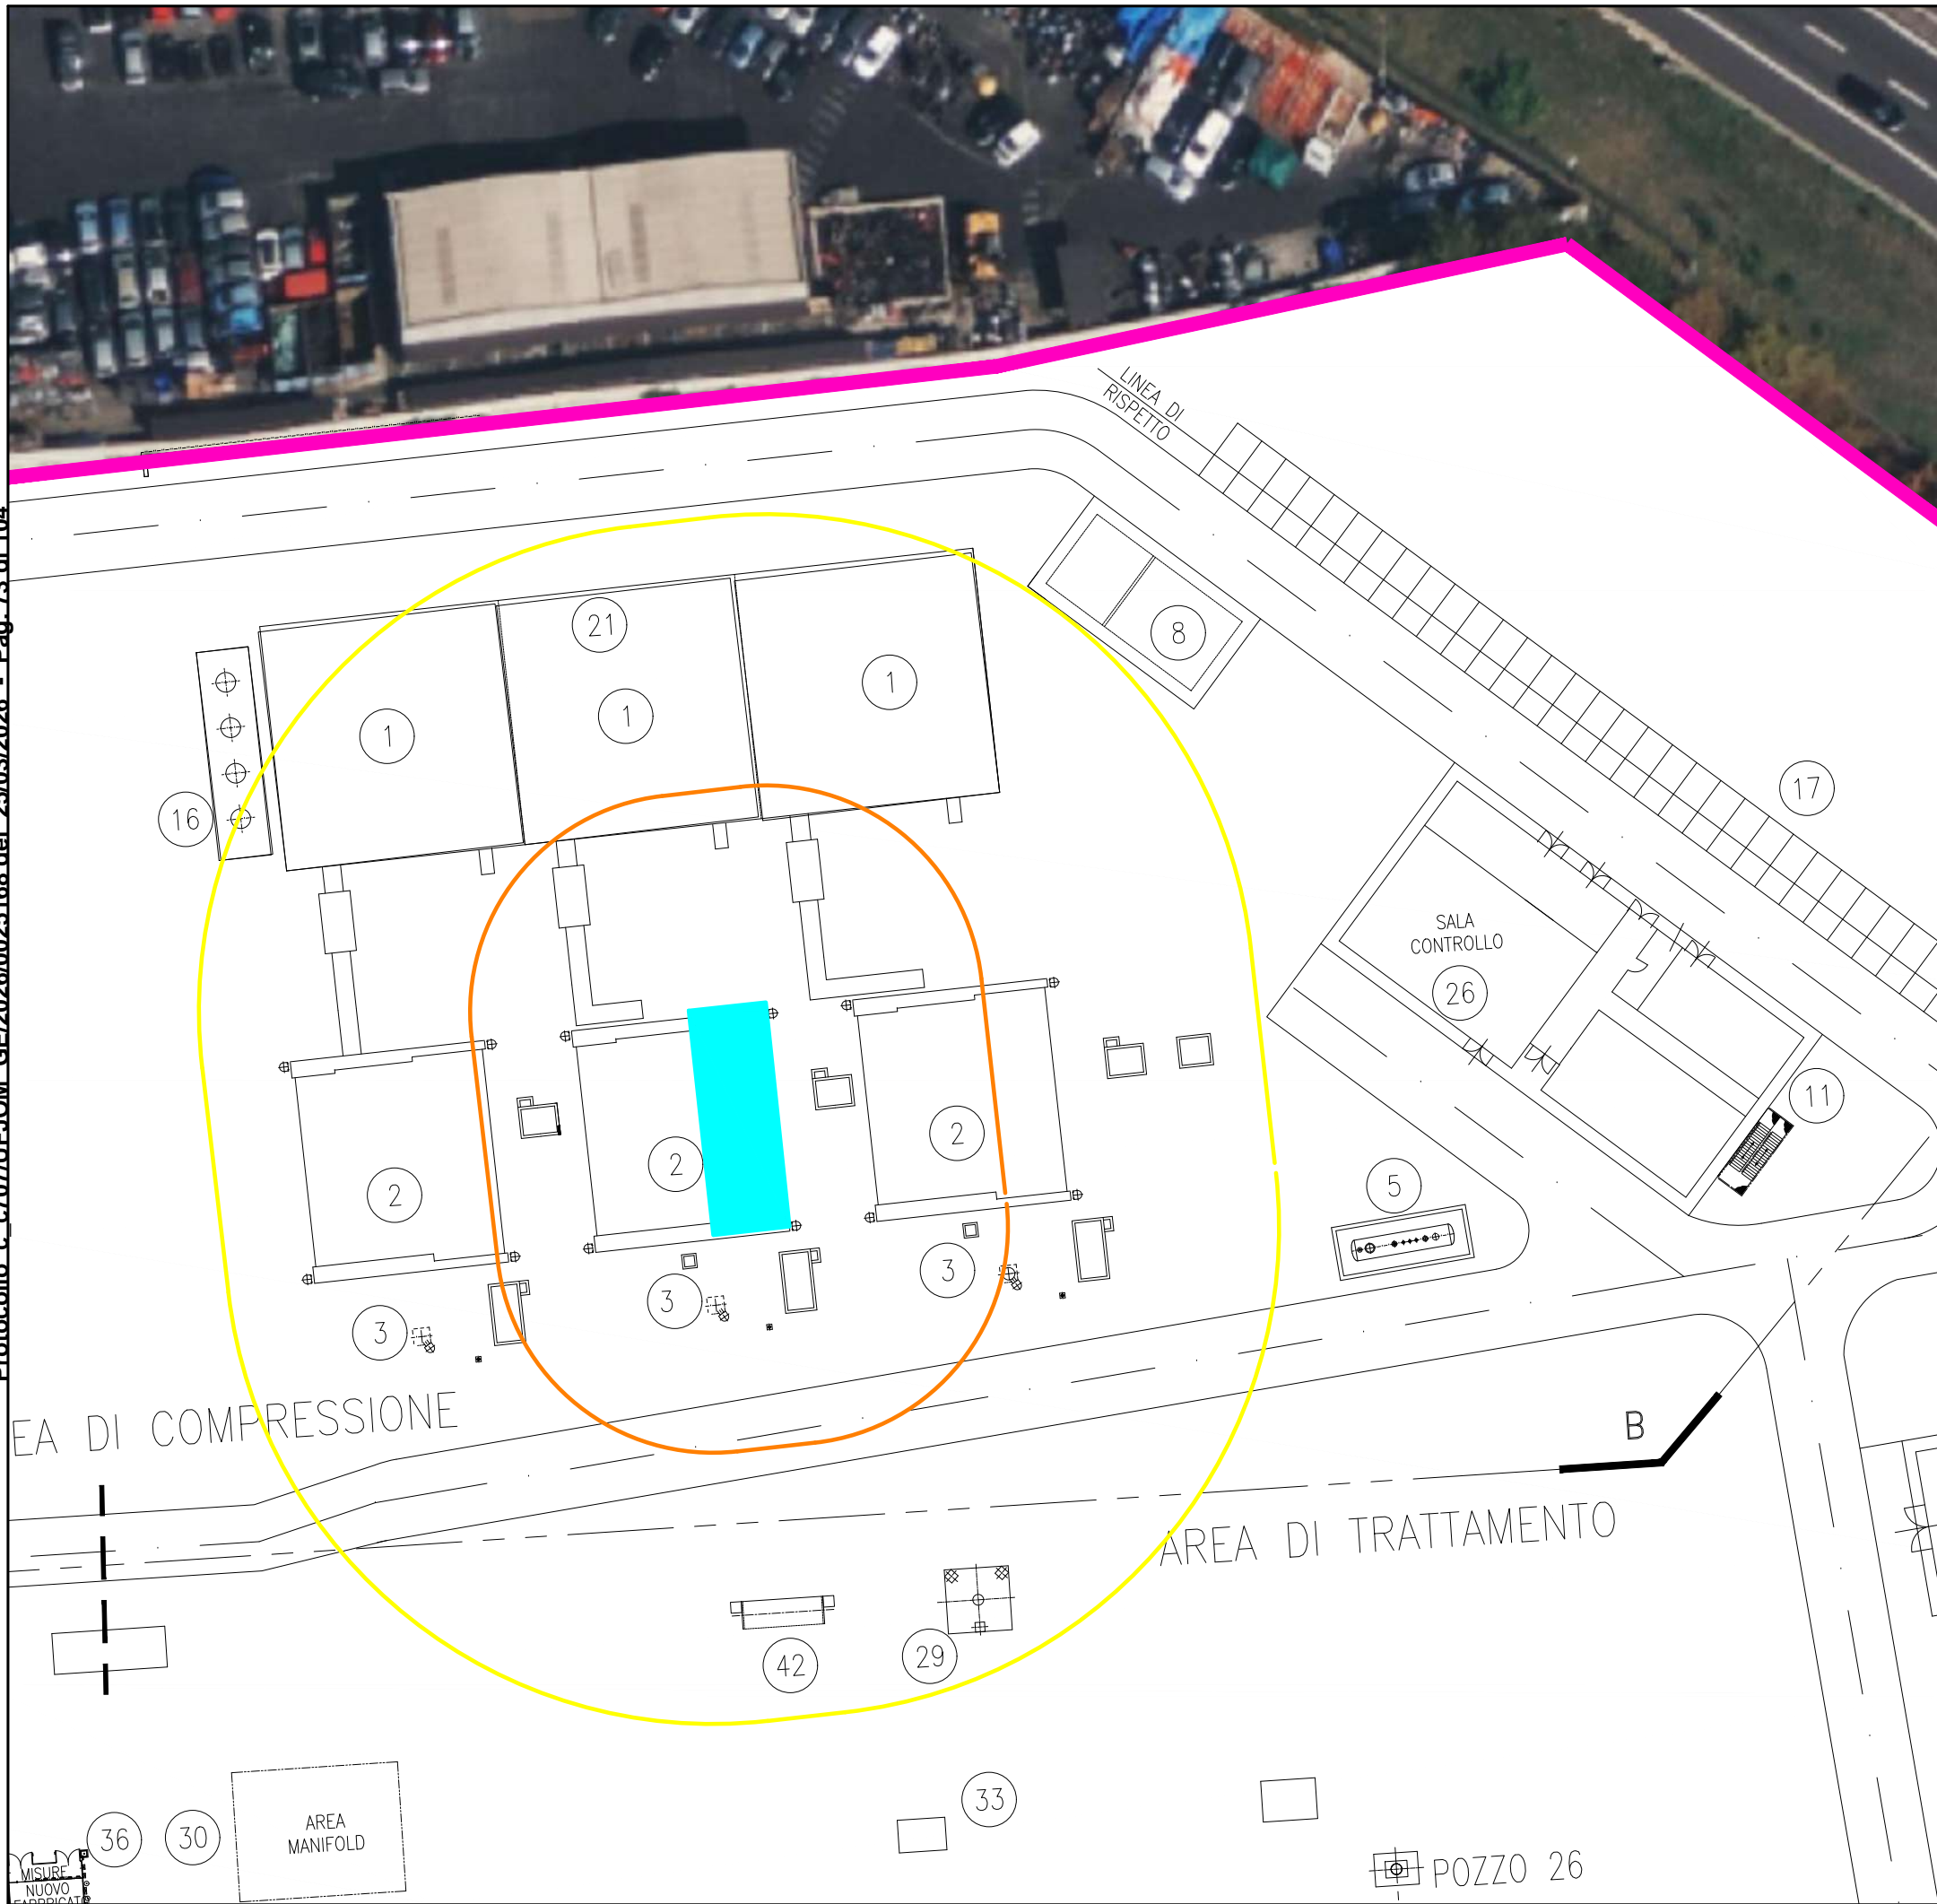 LINEA DI
RISPETTO
21
8
1
1
1
17
16
SALA
CONTROLLO
26
11
2
2
2
5
3
3
3
EA DI COMPRESSIONE
B
AREA DI TRATTAMENTO
42
29
33
36
30
AREA
MANIFOLD
MISURE
NUOVO
POZZO 26